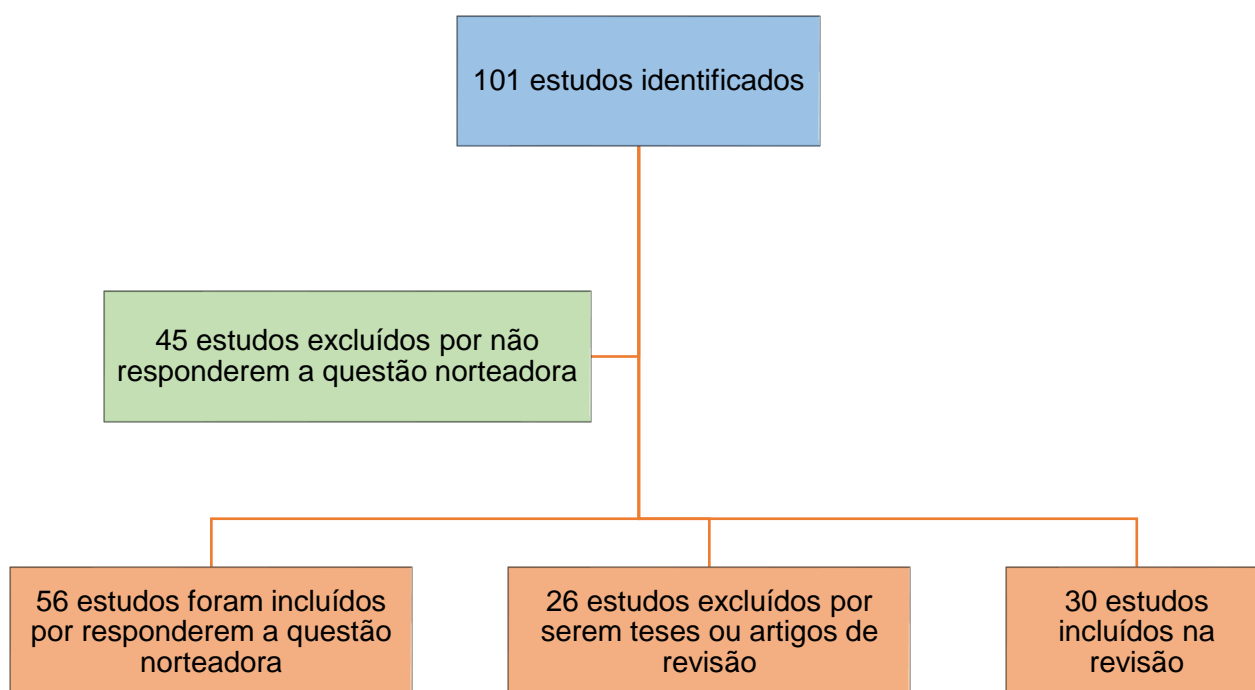 101 estudos identificados
45 estudos excluídos por não
responderem a questão norteadora
56 estudos foram incluídos
por responderem a questão
norteadora
26 estudos excluídos por
serem teses ou artigos de
revisão
30 estudos
incluídos na
revisão